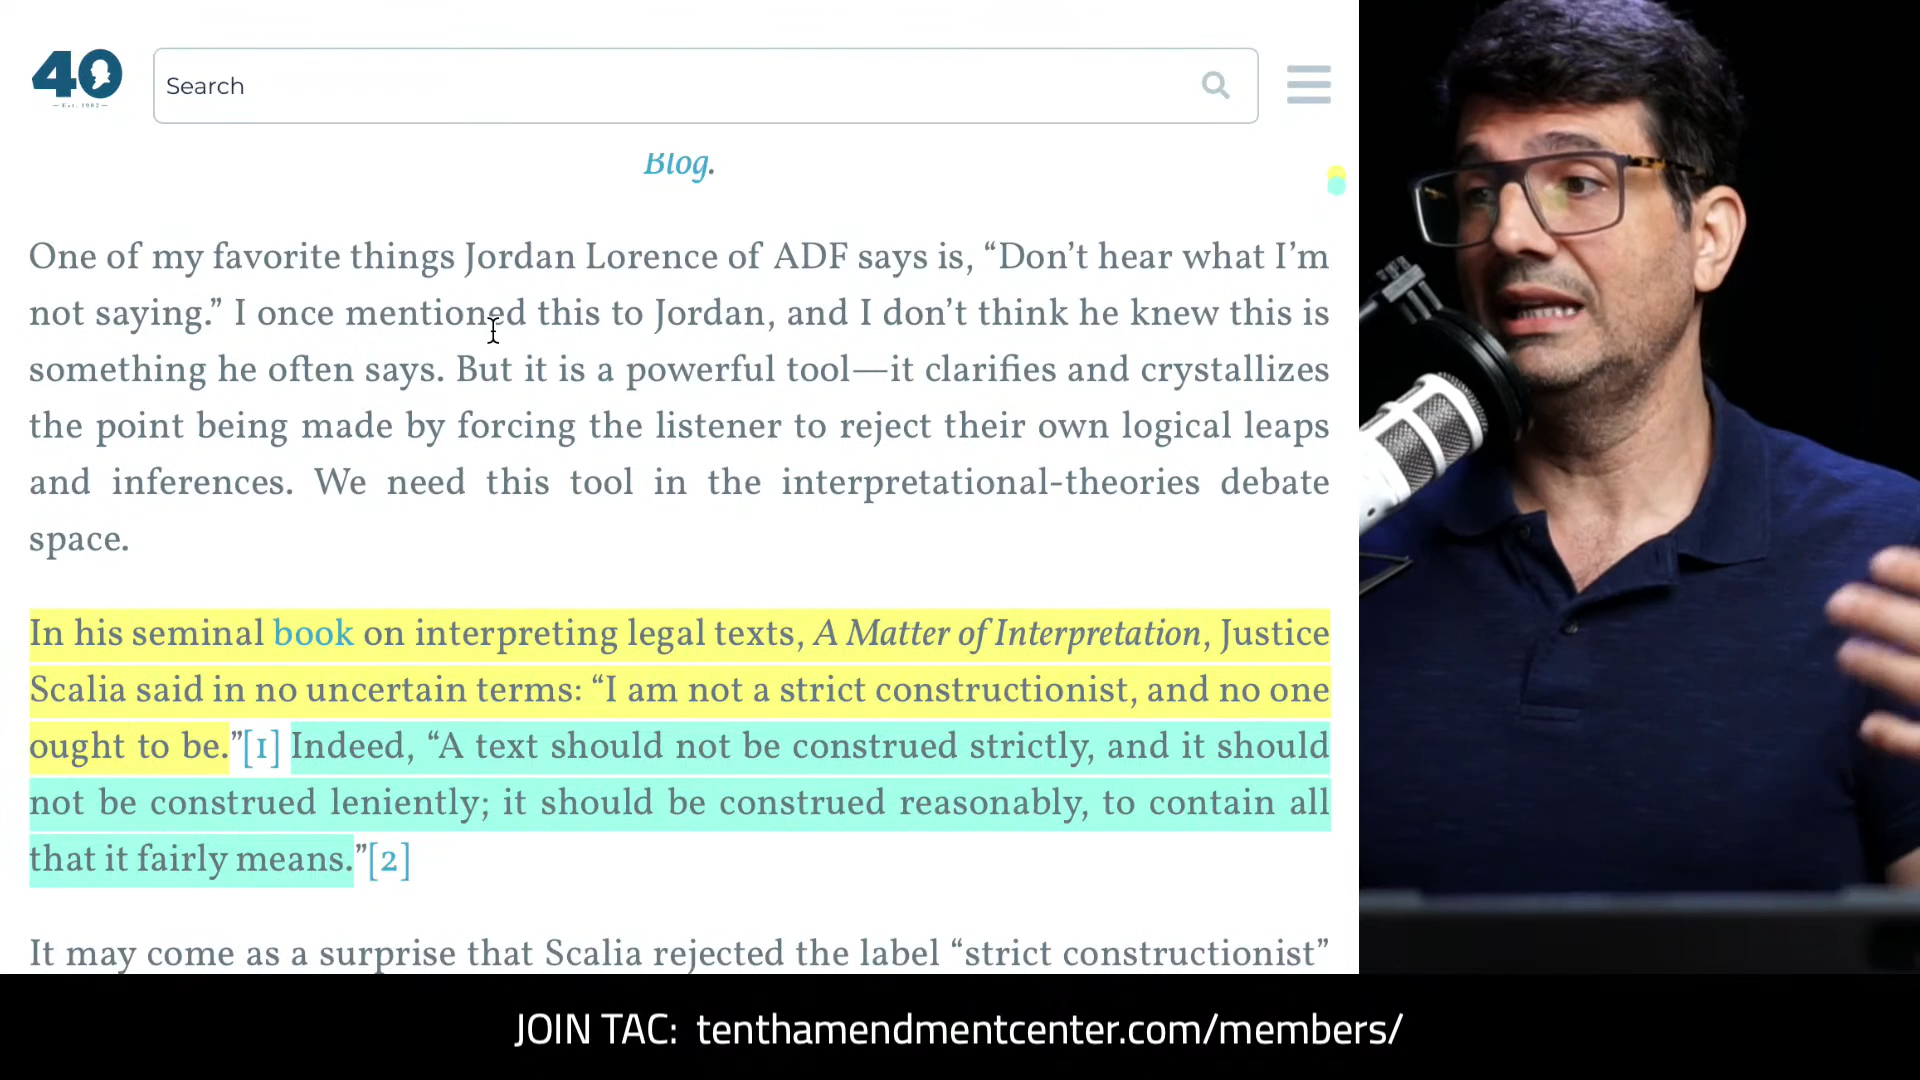 40
Est. 1982
Search
Blog.
One of my favorite things Jordan Lorence of ADF says is, “Don’t hear what I’m
not saying.” I once mentioned this to Jordan, and I don’t think he knew this is
something he often says. But it is a powerful tool—it clarifies and crystallizes
the point being made by forcing the listener to reject their own logical leaps
and inferences. We need this tool in the interpretational-theories debate
space.
In his seminal book on interpreting legal texts, A Matter of Interpretation, Justice
Scalia said in no uncertain terms: “I am not a strict constructionist, and no one
ought to be.”[1] Indeed, “A text should not be construed strictly, and it should
not be construed leniently; it should be construed reasonably, to contain all
that it fairly means.”[2]
It may come as a surprise that Scalia rejected the label “strict constructionist”
JOIN TAC: tenthamendmentcenter.com/members/